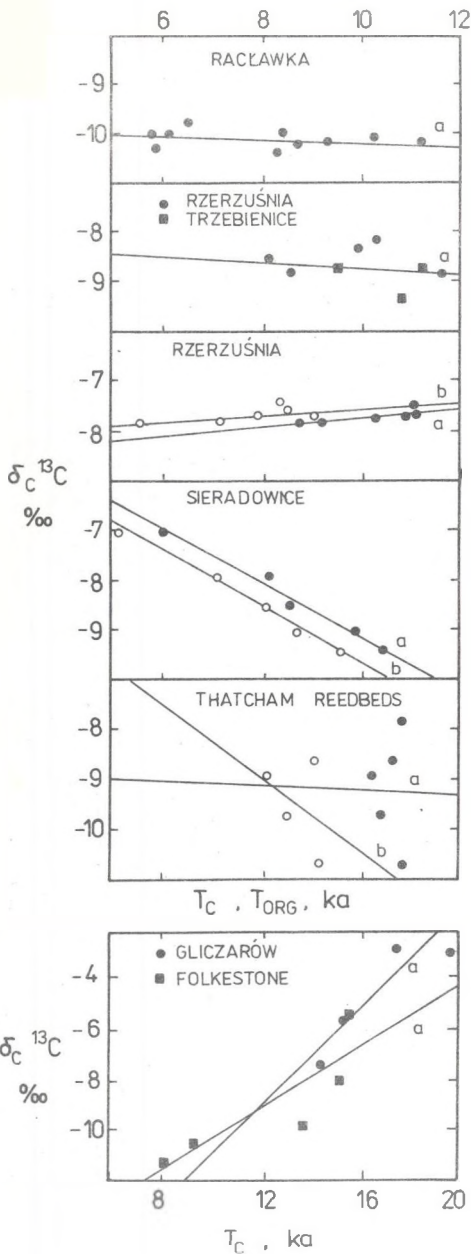 6 8 10 12
RACŁAWKA
-9
a
-10
● RZERZUŚNIA
■ TRZEBIENICE
-8
a
-9
RZERZUŚNIA
-7
b
-8
a
δC 13C
‰
SIERADOWICE
-7
-8
-9
a
b
THATCHAM REEDBEDS
-8
-9
a
-10
b
TC , TORG , ka
● GLICZARÓW
■ FOLKESTONE
-4
a
-6
a
δC 13C
‰
-8
-10
8 12 16 20
TC , ka